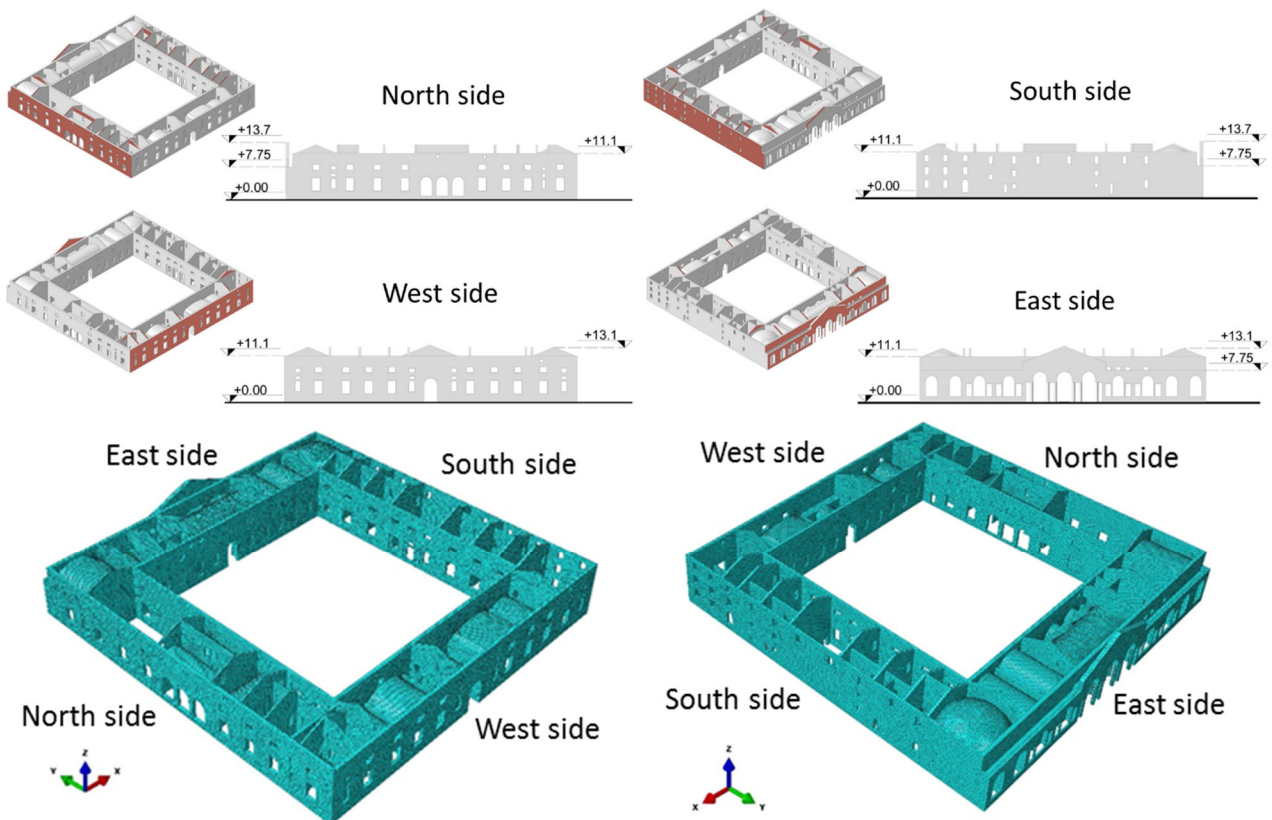 North side
+13.7
+7.75
+0.00
+11.1
South side
+11.1
+0.00
+13.7
+7.75
West side
+11.1
+0.00
+13.1
East side
+11.1
+0.00
+13.1
+7.75
East side
South side
North side
West side
Z
Y
X
West side
North side
South side
East side
Z
X
Y